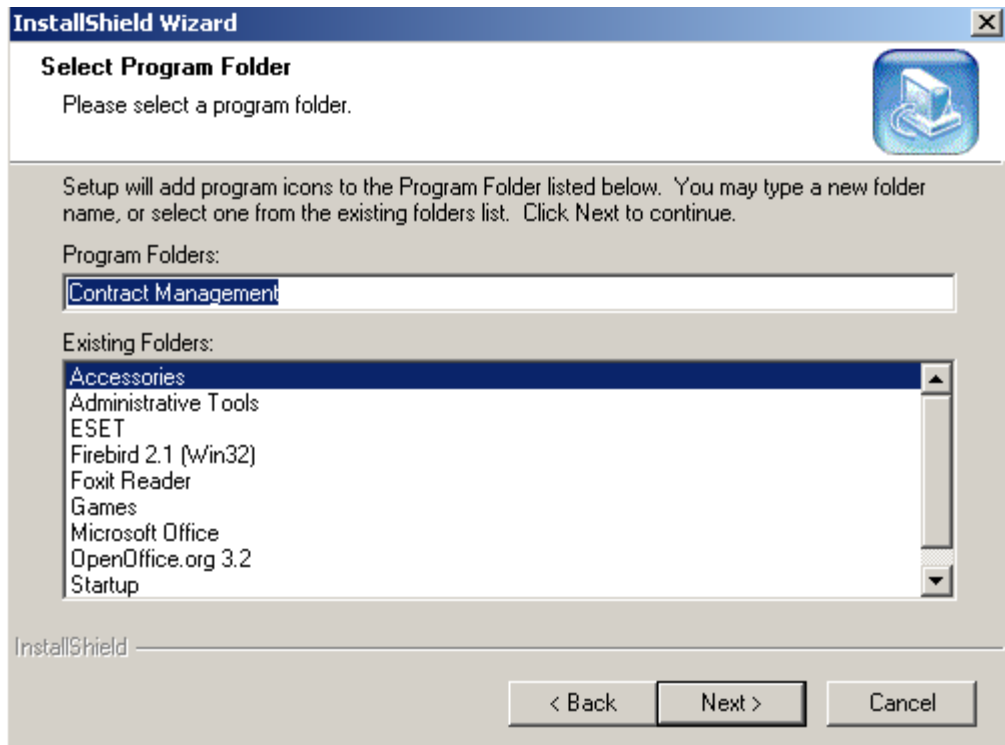 InstallShield Wizard
Select Program Folder
Please select a program folder.
Setup will add program icons to the Program Folder listed below.  You may type a new folder
name, or select one from the existing folders list.  Click Next to continue.
Program Folders:
Contract Management
Existing Folders:
Accessories
Administrative Tools
ESET
Firebird 2.1 (Win32)
Foxit Reader
Games
Microsoft Office
OpenOffice.org 3.2
Startup
InstallShield
< Back
Next >
Cancel